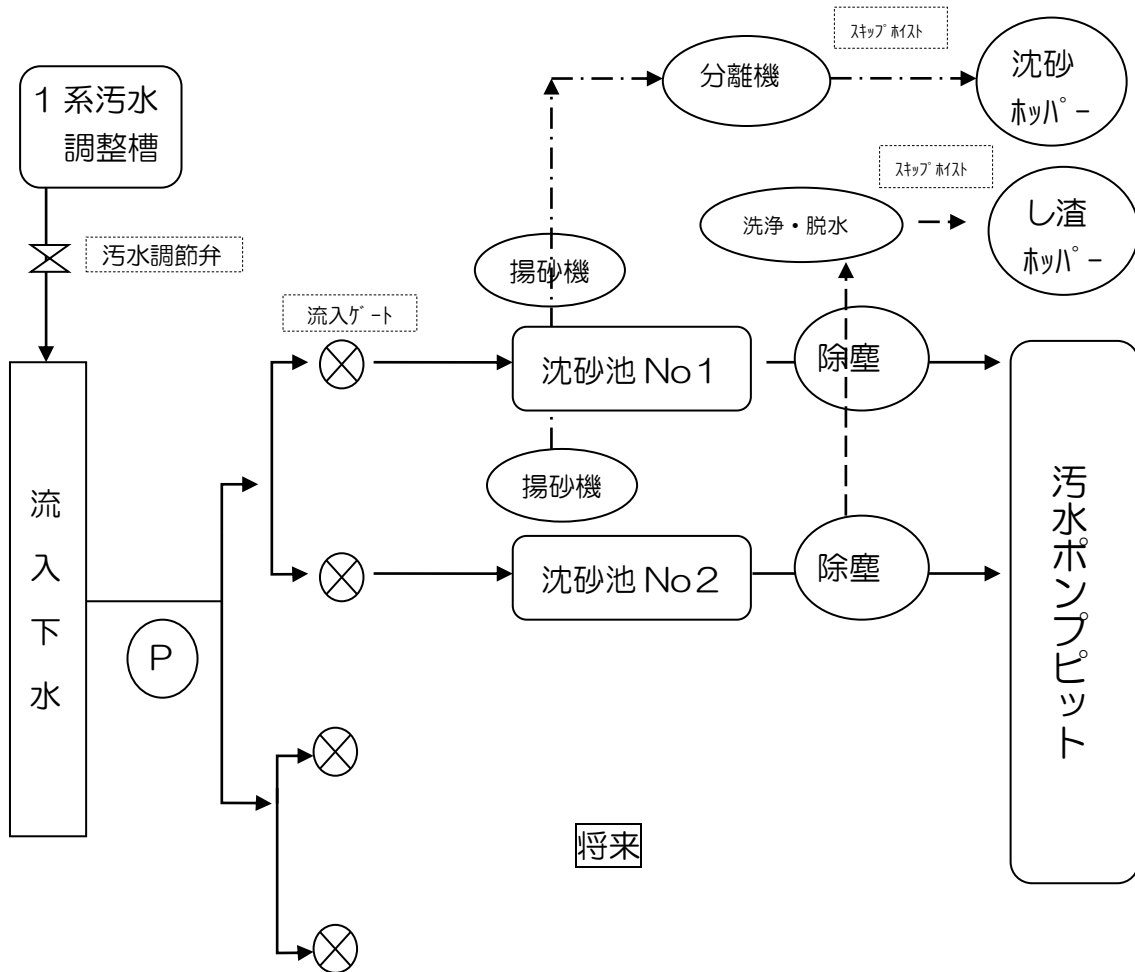 スキップホイスト
分離機
沈砂
ホッパー
1系汚水
調整槽
スキップホイスト
洗浄・脱水
し渣
ホッパー
汚水調節弁
揚砂機
流入ゲート
沈砂池No1
除塵
揚砂機
沈砂池No2
除塵
流入下水
P
汚水ポンプピット
将来